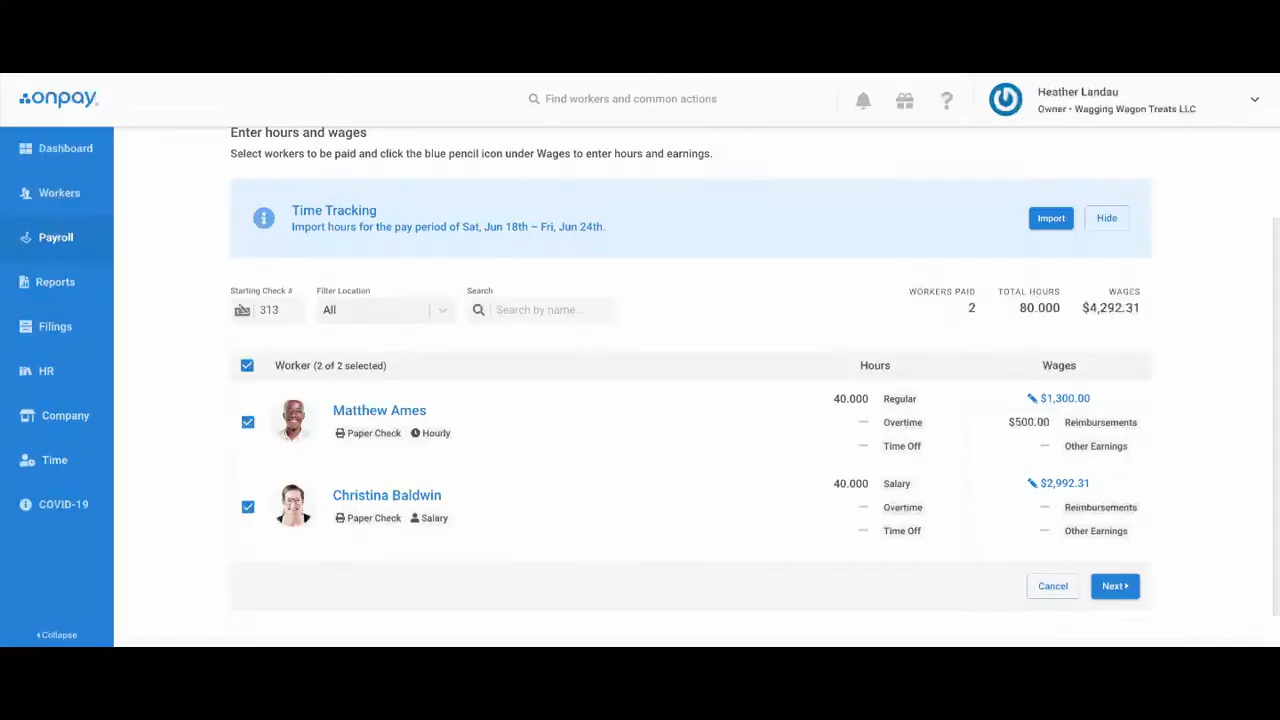 onpay
Find workers and common actions
Heather Landau
Owner • Wagging Wagon Treats LLC
Dashboard
Workers
Payroll
Reports
Filings
HR
Company
Time
COVID-19
Collapse
Enter hours and wages
Select workers to be paid and click the blue pencil icon under Wages to enter hours and earnings.
Time Tracking
Import hours for the pay period of Sat, Jun 18th – Fri, Jun 24th.
Import
Hide
Starting Check #
313
Filter Location
All
Search
Search by name...
WORKERS PAID
2
TOTAL HOURS
80.000
WAGES
$4,292.31
Worker (2 of 2 selected)
Hours
Wages
Matthew Ames
Paper Check Hourly
40.000 Regular
— Overtime
— Time Off
$1,300.00
$500.00 Reimbursements
— Other Earnings
Christina Baldwin
Paper Check Salary
40.000 Salary
— Overtime
— Time Off
$2,992.31
— Reimbursements
— Other Earnings
Cancel
Next